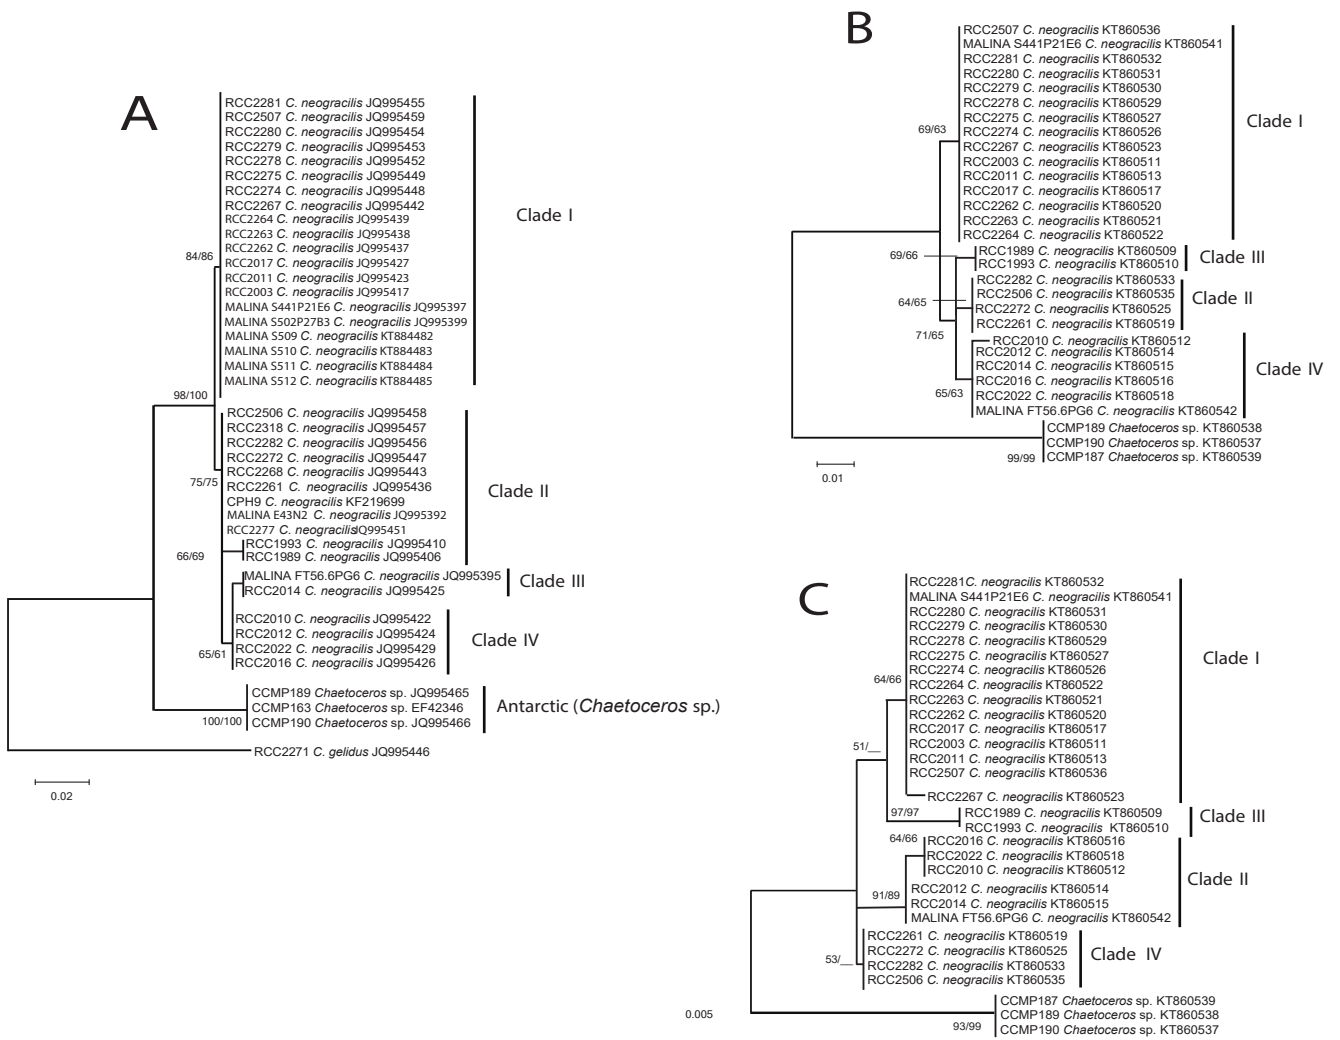 A
RCC2281 C. neogracilis JQ995455
RCC2507 C. neogracilis JQ995459
RCC2280 C. neogracilis JQ995454
RCC2279 C. neogracilis JQ995453
RCC2278 C. neogracilis JQ995452
RCC2275 C. neogracilis JQ995449
RCC2274 C. neogracilis JQ995448
RCC2267 C. neogracilis JQ995442
RCC2264 C. neogracilis JQ995439
RCC2263 C. neogracilis JQ995438
RCC2262 C. neogracilis JQ995437
RCC2017 C. neogracilis JQ995427
RCC2011 C. neogracilis JQ995423
RCC2003 C. neogracilis JQ995417
MALINA S441P21E6 C. neogracilis JQ995397
MALINA S502P27B3 C. neogracilis JQ995399
MALINA S509 C. neogracilis KT884482
MALINA S510 C. neogracilis KT884483
MALINA S511 C. neogracilis KT884484
MALINA S512 C. neogracilis KT884485
Clade I
84/86
98/100
RCC2506 C. neogracilis JQ995458
RCC2318 C. neogracilis JQ995457
RCC2282 C. neogracilis JQ995456
RCC2272 C. neogracilis JQ995447
RCC2268 C. neogracilis JQ995443
RCC2261 C. neogracilis JQ995436
CPH9 C. neogracilis KF219699
MALINA E43N2 C. neogracilis JQ995392
RCC2277 C. neogracilisJQ995451
RCC1993 C. neogracilis JQ995410
RCC1989 C. neogracilis JQ995406
Clade II
75/75
66/69
MALINA FT56.6PG6 C. neogracilis JQ995395
RCC2014 C. neogracilis JQ995425
Clade III
RCC2010 C. neogracilis JQ995422
RCC2012 C. neogracilis JQ995424
RCC2022 C. neogracilis JQ995429
RCC2016 C. neogracilis JQ995426
Clade IV
65/61
CCMP189 Chaetoceros sp. JQ995465
CCMP163 Chaetoceros sp. EF42346
CCMP190 Chaetoceros sp. JQ995466
Antarctic (Chaetoceros sp.)
100/100
RCC2271 C. gelidus JQ995446
0.02
B
RCC2507 C. neogracilis KT860536
MALINA S441P21E6 C. neogracilis KT860541
RCC2281 C. neogracilis KT860532
RCC2280 C. neogracilis KT860531
RCC2279 C. neogracilis KT860530
RCC2278 C. neogracilis KT860529
RCC2275 C. neogracilis KT860527
RCC2274 C. neogracilis KT860526
RCC2267 C. neogracilis KT860523
RCC2003 C. neogracilis KT860511
RCC2011 C. neogracilis KT860513
RCC2017 C. neogracilis KT860517
RCC2262 C. neogracilis KT860520
RCC2263 C. neogracilis KT860521
RCC2264 C. neogracilis KT860522
Clade I
69/63
RCC1989 C. neogracilis KT860509
RCC1993 C. neogracilis KT860510
Clade III
69/66
RCC2282 C. neogracilis KT860533
RCC2506 C. neogracilis KT860535
RCC2272 C. neogracilis KT860525
RCC2261 C. neogracilis KT860519
Clade II
64/65
71/65
RCC2010 C. neogracilis KT860512
RCC2012 C. neogracilis KT860514
RCC2014 C. neogracilis KT860515
RCC2016 C. neogracilis KT860516
RCC2022 C. neogracilis KT860518
MALINA FT56.6PG6 C. neogracilis KT860542
Clade IV
65/63
CCMP189 Chaetoceros sp. KT860538
CCMP190 Chaetoceros sp. KT860537
CCMP187 Chaetoceros sp. KT860539
99/99
0.01
C
RCC2281C. neogracilis KT860532
MALINA S441P21E6 C. neogracilis KT860541
RCC2280 C. neogracilis KT860531
RCC2279 C. neogracilis KT860530
RCC2278 C. neogracilis KT860529
RCC2275 C. neogracilis KT860527
RCC2274 C. neogracilis KT860526
RCC2264 C. neogracilis KT860522
RCC2263 C. neogracilis KT860521
RCC2262 C. neogracilis KT860520
RCC2017 C. neogracilis KT860517
RCC2003 C. neogracilis KT860511
RCC2011 C. neogracilis KT860513
RCC2507 C. neogracilis KT860536
RCC2267 C. neogracilis KT860523
Clade I
64/66
51/__
RCC1989 C. neogracilis KT860509
RCC1993 C. neogracilis KT860510
Clade III
97/97
RCC2016 C. neogracilis KT860516
RCC2022 C. neogracilis KT860518
RCC2010 C. neogracilis KT860512
RCC2012 C. neogracilis KT860514
RCC2014 C. neogracilis KT860515
MALINA FT56.6PG6 C. neogracilis KT860542
Clade II
64/66
91/89
RCC2261 C. neogracilis KT860519
RCC2272 C. neogracilis KT860525
RCC2282 C. neogracilis KT860533
RCC2506 C. neogracilis KT860535
Clade IV
53/__
CCMP187 Chaetoceros sp. KT860539
CCMP189 Chaetoceros sp. KT860538
CCMP190 Chaetoceros sp. KT860537
93/99
0.005